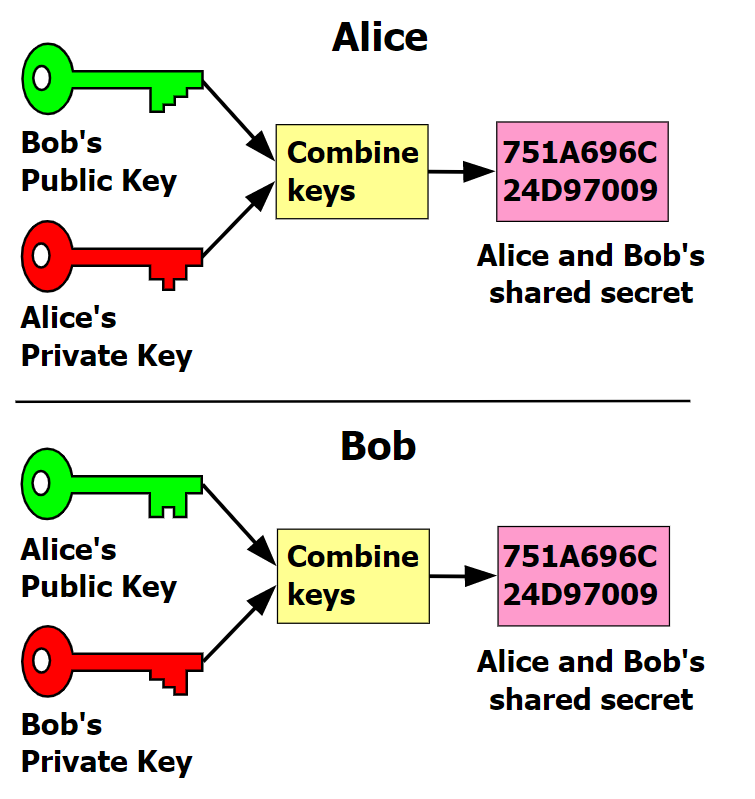 Alice
Bob's
Public Key
Combine
keys
751A696C
24D97009
Alice's
Private Key
Alice and Bob's
shared secret
Bob
Alice's
Public Key
Combine
keys
751A696C
24D97009
Bob's
Private Key
Alice and Bob's
shared secret